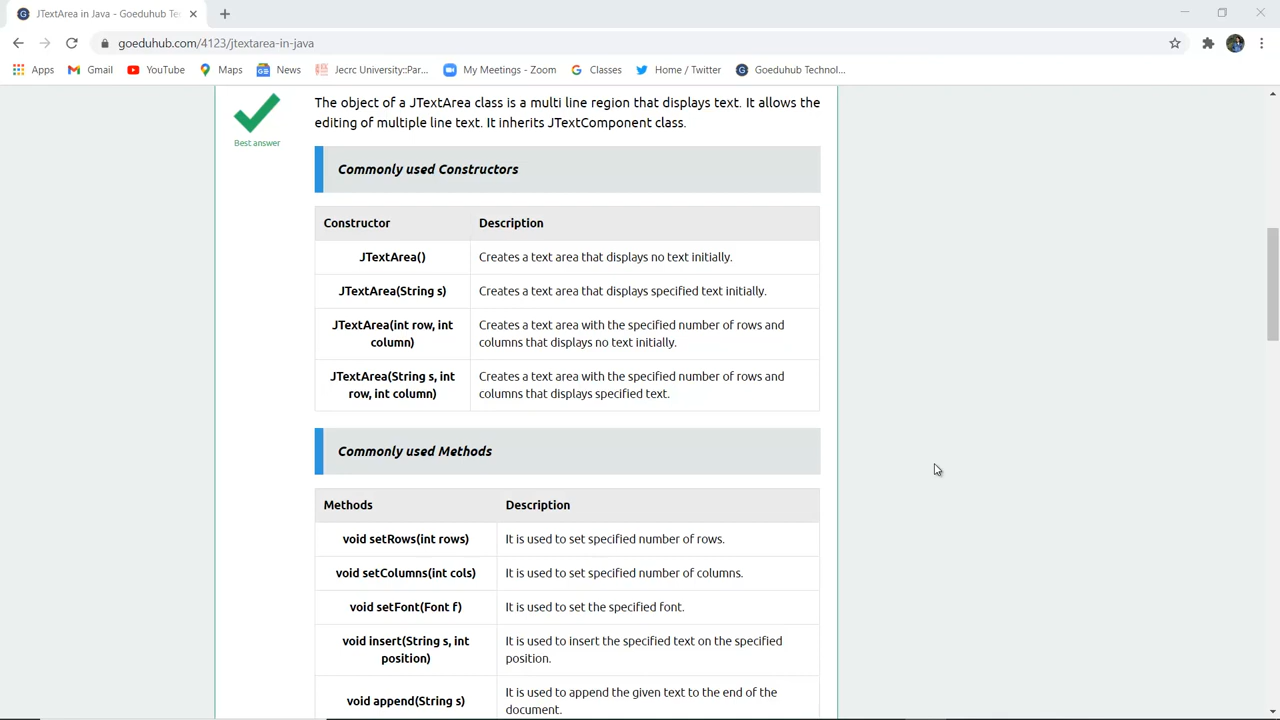 JTextArea in Java - Goeduhub Te
goeduhub.com/4123/jtextarea-in-java
Apps Gmail YouTube Maps News Jecrc University::Par... My Meetings - Zoom Classes Home / Twitter Goeduhub Technol...
The object of a JTextArea class is a multi line region that displays text. It allows the
editing of multiple line text. It inherits JTextComponent class.
Best answer
Commonly used Constructors
Constructor Description
JTextArea() Creates a text area that displays no text initially.
JTextArea(String s) Creates a text area that displays specified text initially.
JTextArea(int row, int Creates a text area with the specified number of rows and
column) columns that displays no text initially.
JTextArea(String s, int Creates a text area with the specified number of rows and
row, int column) columns that displays specified text.
Commonly used Methods
Methods Description
void setRows(int rows) It is used to set specified number of rows.
void setColumns(int cols) It is used to set specified number of columns.
void setFont(Font f) It is used to set the specified font.
void insert(String s, int It is used to insert the specified text on the specified
position) position.
void append(String s) It is used to append the given text to the end of the
document.